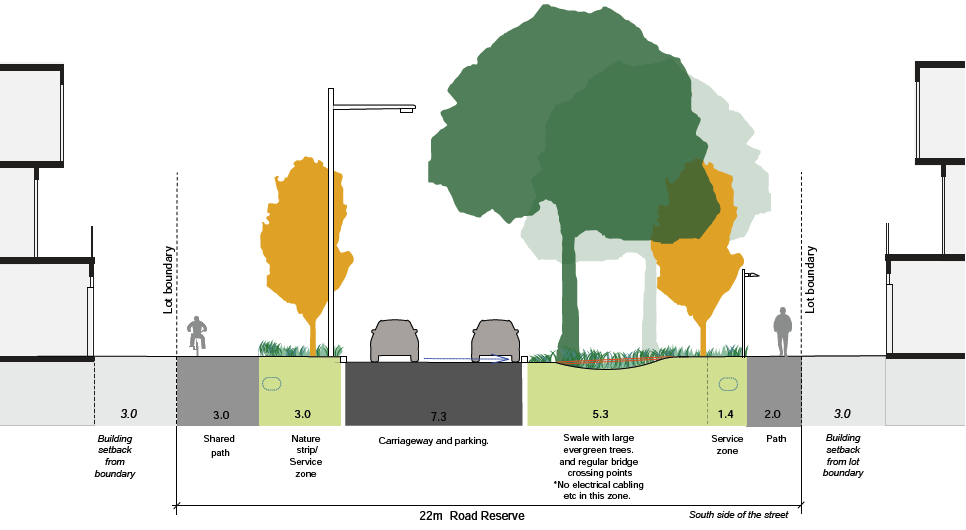 Lot boundary
Lot boundary
3.0
3.0
3.0
7.3
5.3
1.4
2.0
3.0
Building
setback
from
boundary
Shared
path
Nature
strip/
Service
zone
Carriageway and parking.
Swale with large
evergreen trees.
and regular bridge
crossing points
*No electrical cabling
etc in this zone.
Service
zone
Path
Building
setback
from lot
boundary
22m Road Reserve
South side of the street